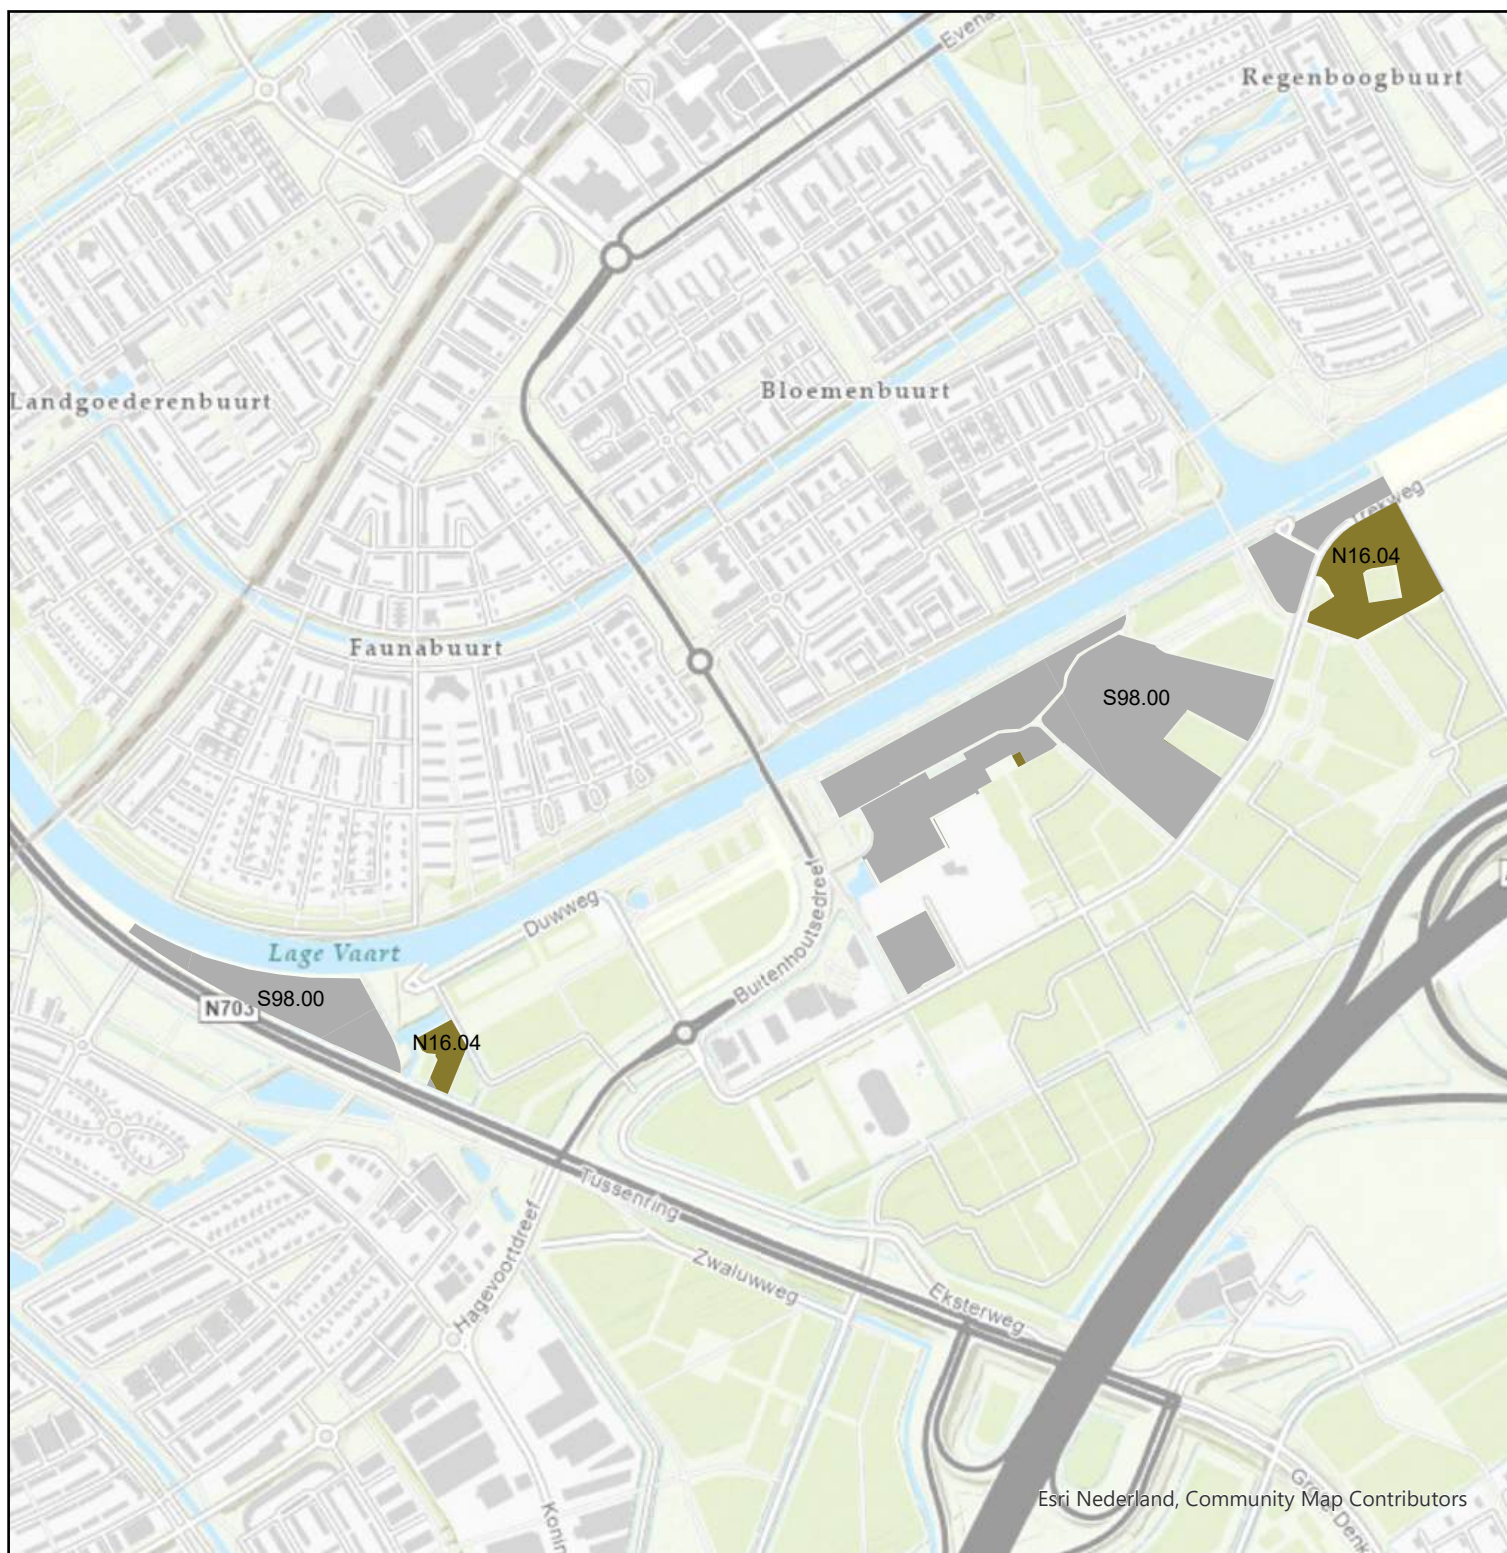 Regenboogbuurt
Bloemenbuurt
Landgoederenbuurt
N16.04
Faunabuurt
S98.00
Buitenhoutsedreef
Duwweg
Lage Vaart
S98.00
N703
N16.04
Tussenring
Zwaluwweg
Hagevoortdreef
Eksterweg
Esri Nederland, Community Map Contributors